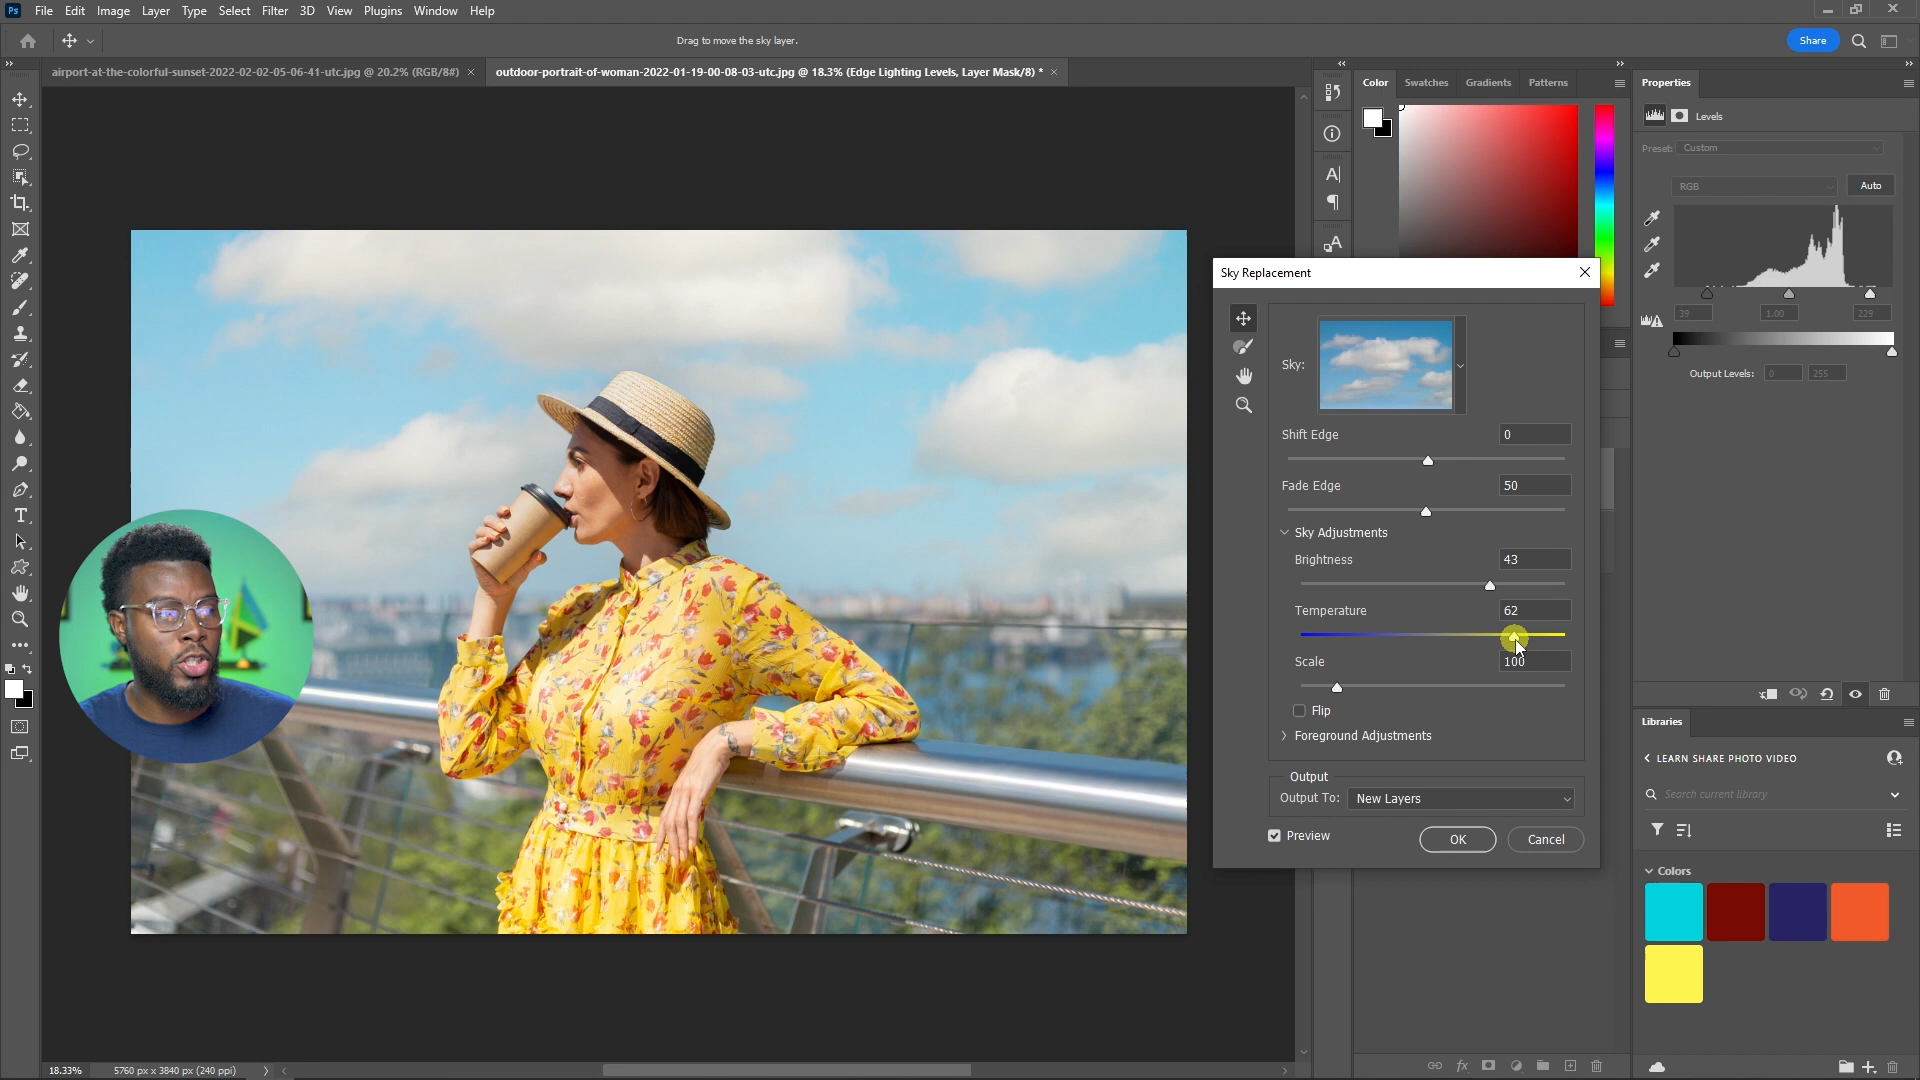 Ps File Edit Image Layer Type Select Filter 3D View Plugins Window Help
Drag to move the sky layer.
Share
airport-at-the-colorful-sunset-2022-02-02-05-06-41-utc.jpg @ 20.2% (RGB/8#)
outdoor-portrait-of-woman-2022-01-19-00-08-03-utc.jpg @ 18.3% (Edge Lighting Levels, Layer Mask/8) *
Color Swatches Gradients Patterns
Properties
Levels
Preset: Custom
RGB
Auto
39 1.00 229
Output Levels: 0 255
Sky Replacement
Sky:
Shift Edge 0
Fade Edge 50
Sky Adjustments
Brightness 43
Temperature 62
Scale 100
Flip
Foreground Adjustments
Output
Output To: New Layers
Preview
OK
Cancel
Libraries
LEARN SHARE PHOTO VIDEO
Search current library
Colors
fx
18.33% 5760 px x 3840 px (240 ppi)